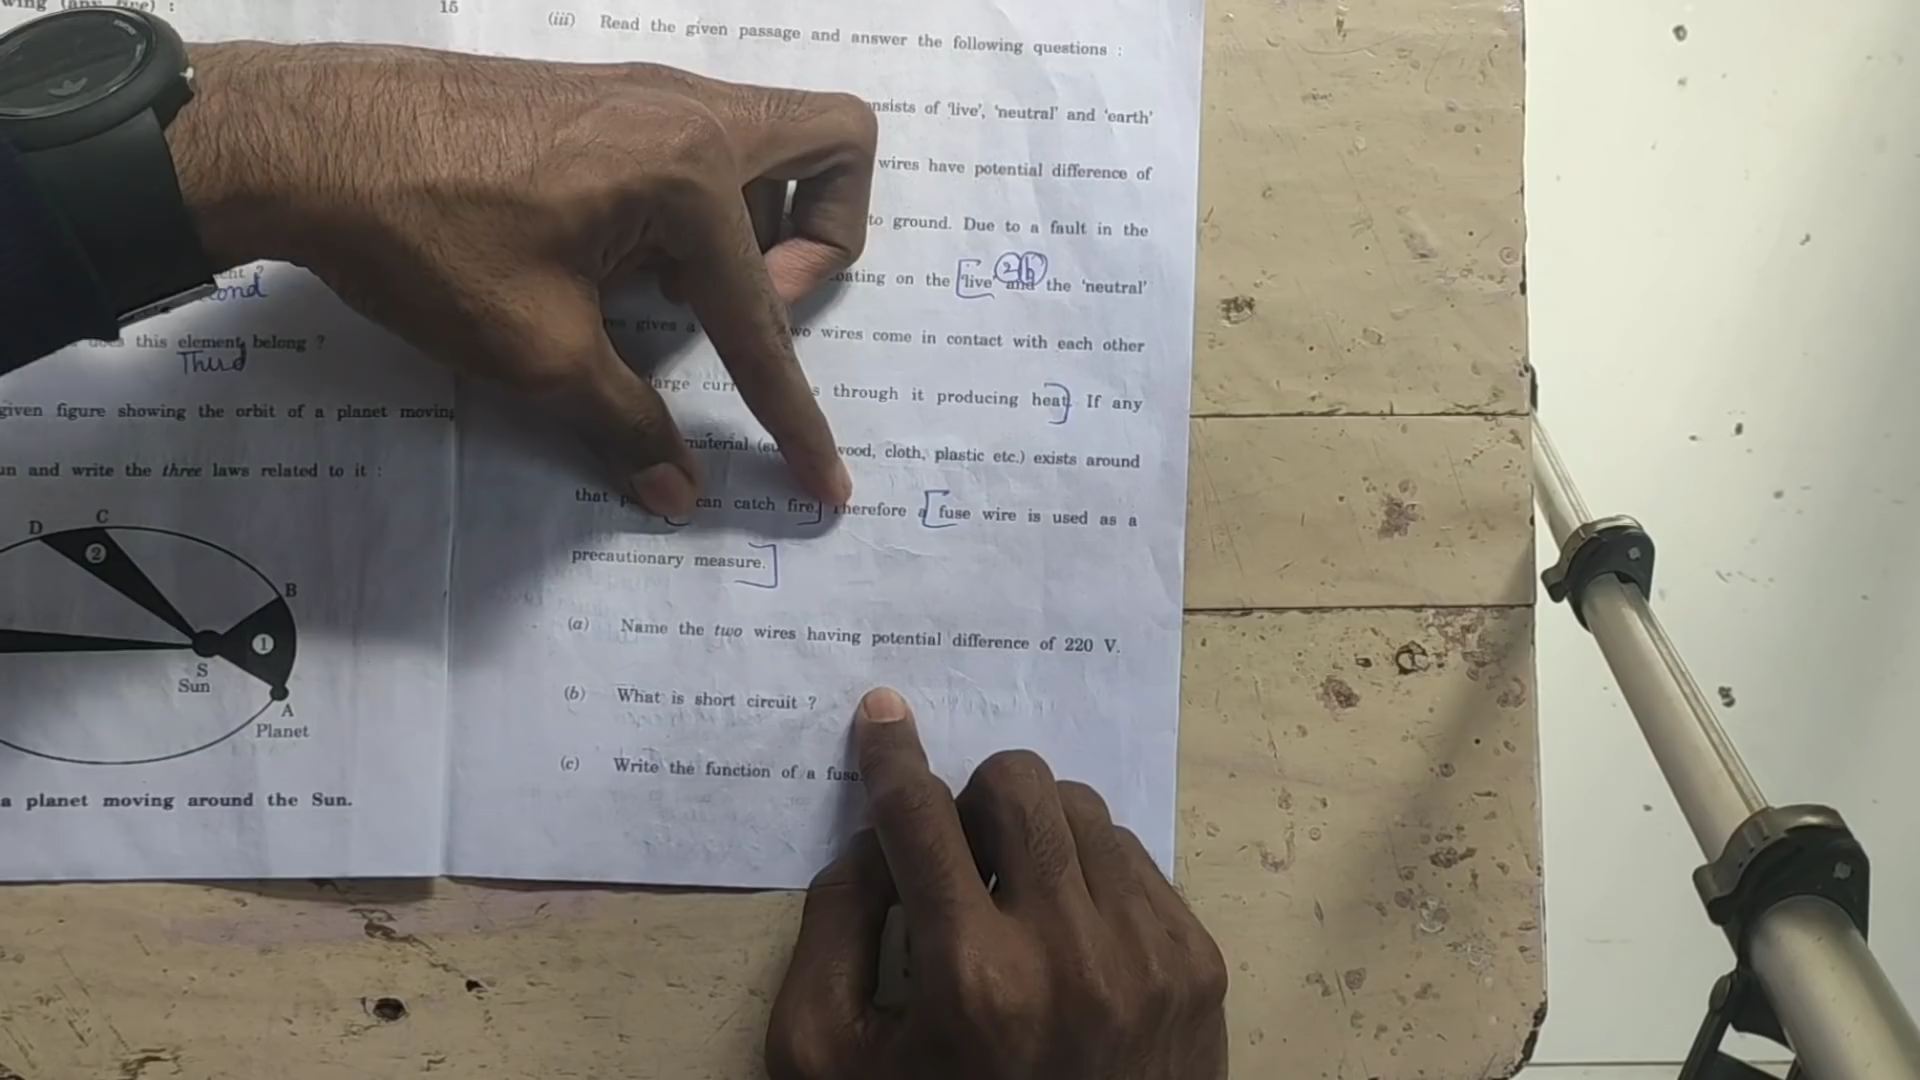 15
(iii) Read the given passage and answer the following questions :
of 'live', 'neutral' and 'earth'
wires have potential difference of
to ground. Due to a fault in the
on the 'live' and the 'neutral'
2 b
gives a wires come in contact with each other
large through it producing heat. If any
material wood, cloth, plastic etc.) exists around
that can catch fire. Therefore a fuse wire is used as a
precautionary measure.
(a) Name the two wires having potential difference of 220 V.
(b) What is short circuit ?
(c) Write the function of a fuse.
this element belong ?
Third
given figure showing the orbit of a planet moving
and write the three laws related to it :
D
C
2
B
1
S
Sun
A
Planet
a planet moving around the Sun.